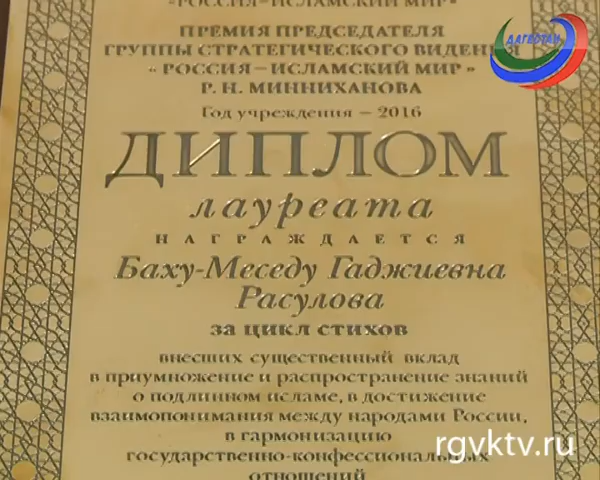 "РОССИЯ-ИСЛАМСКИЙ МИР"
ПРЕМИЯ ПРЕДСЕДАТЕЛЯ
ГРУППЫ СТРАТЕГИЧЕСКОГО ВИДЕНИЯ
" РОССИЯ – ИСЛАМСКИЙ МИР "
Р. Н. МИННИХАНОВА
ДАГЕСТАН
Год учреждения – 2016
ДИПЛОМ
лауреата
НАГРАЖДАЕТСЯ
Баху-Меседу Гаджиевна
Расулова
за цикл стихов
внесших существенный вклад
в приумножение и распространение знаний
о подлинном исламе, в достижение
взаимопонимания между народами России,
в гармонизацию
государственно-конфессиональных
отношений
rgvktv.ru